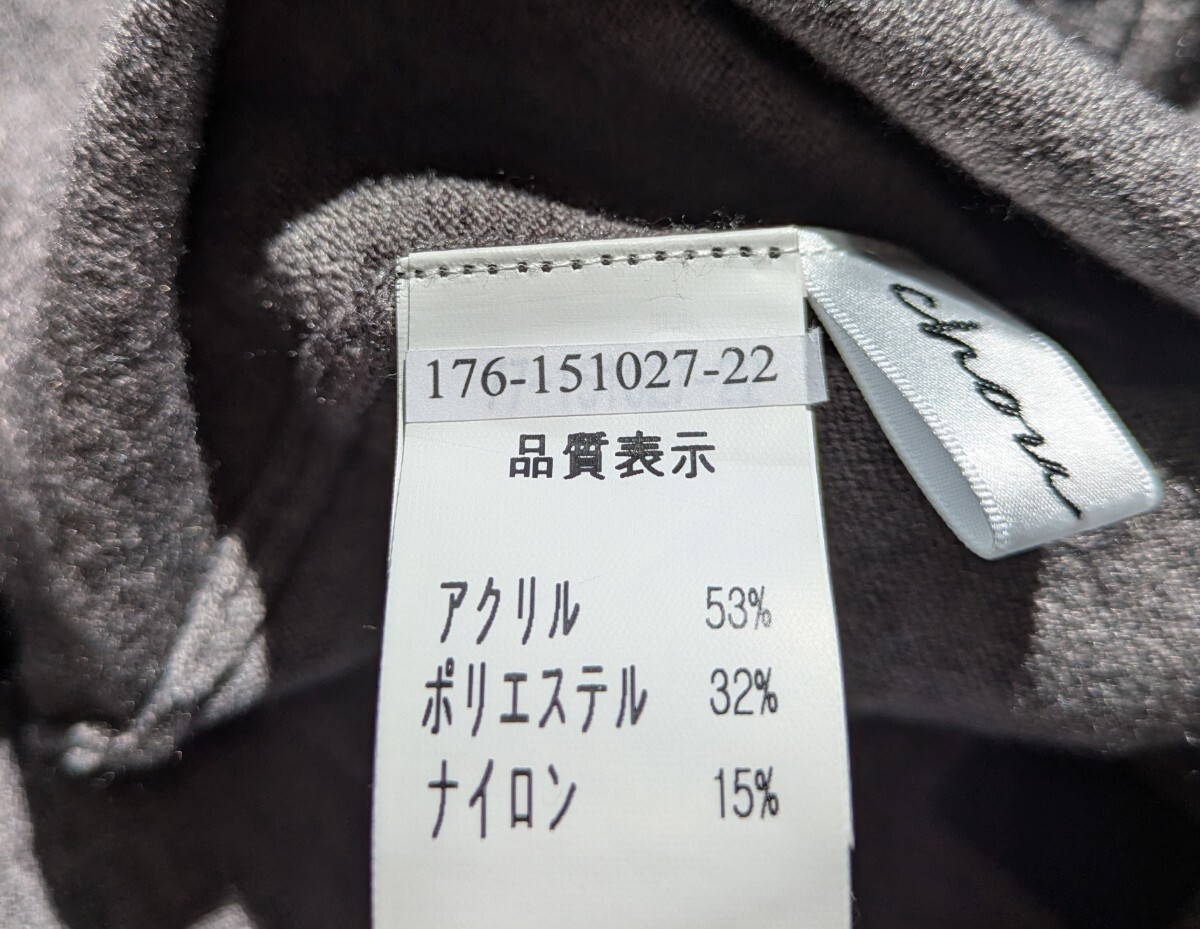 176-151027-22
品質表示
アクリル 53%
ポリエステル 32%
ナイロン 15%